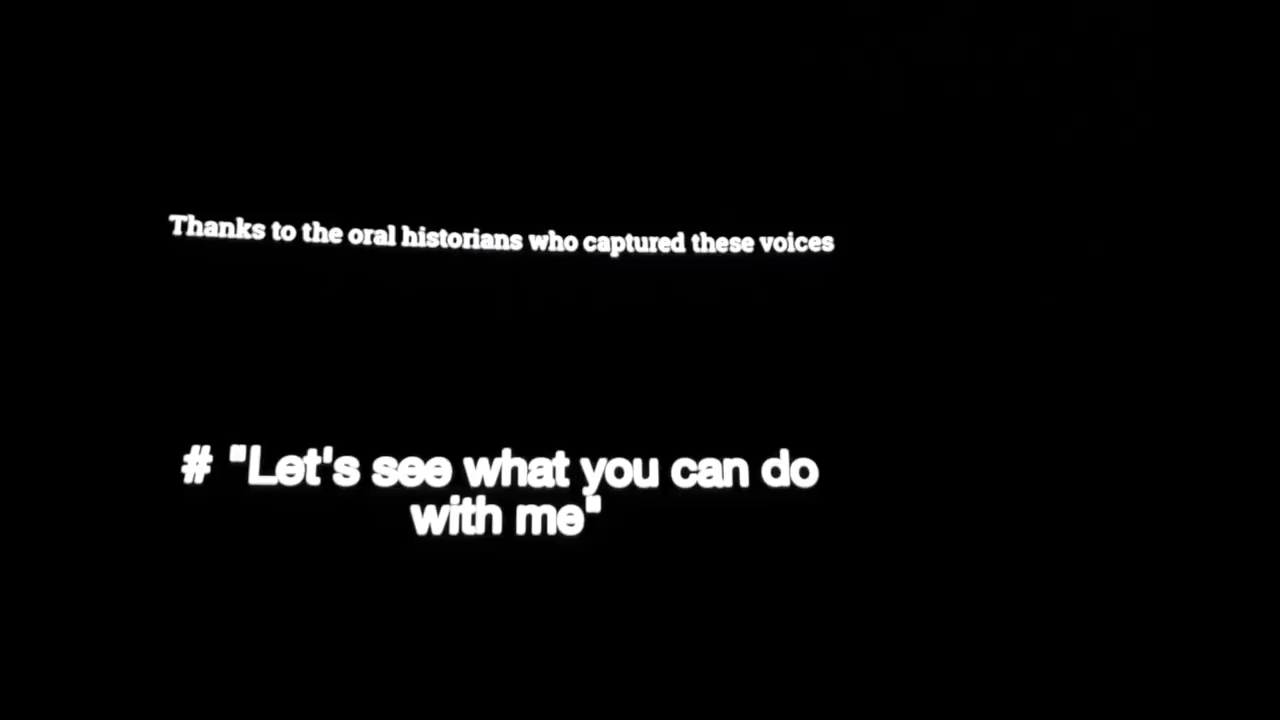 Thanks to the oral historians who captured these voices
# "Let's see what you can do
with me"